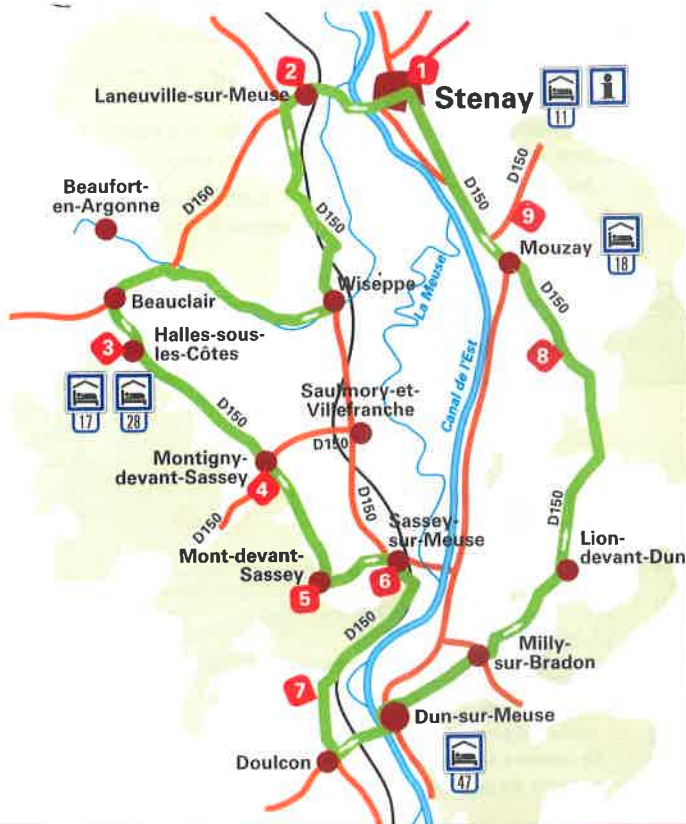 2
1
Laneuville-sur-Meuse
Stenay
i
11
D150
9
Beaufort-
en-Argonne
D150
D150
D150
Mouzay
18
Wiseppe
La Meuse
D150
Beauclair
3
Halles-sous-
les-Côtes
8
17
28
Canal de l'Est
Saulmory-et-
Villefranche
D150
D150
Montigny-
devant-Sassey
4
D150
D150
D150
Sassey-
sur-Meuse
Lion-
devant-Dun
Mont-devant-
Sassey
6
5
D150
Milly-
sur-Bradon
7
Dun-sur-Meuse
Doulcon
47